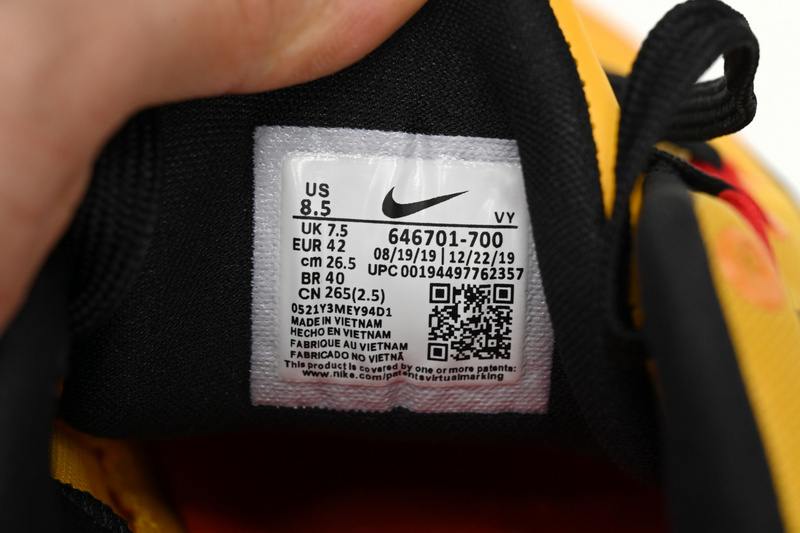 US
8.5
VY
UK 7.5
EUR 42
cm 26.5
BR 40
CN 265(2.5)
646701-700
08/19/19 | 12/22/19
UPC 00194497762357
0521Y3MEY94D1
MADE IN VIETNAM
HECHO EN VIETNAM
FABRIQUE AU VIETNAM
FABRICADO NO VIETNÃ
This product is covered by one or more patents:
www.nike.com/patentsvirtualmarking